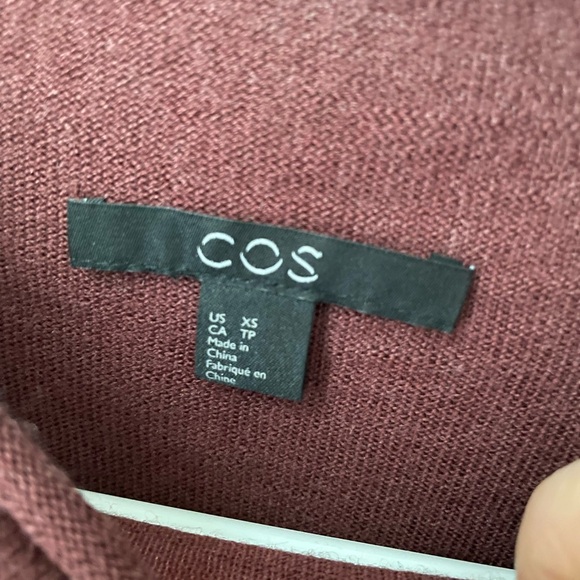 COS
US XS
CA TP
Made in
China
Fabriqué en
Chine